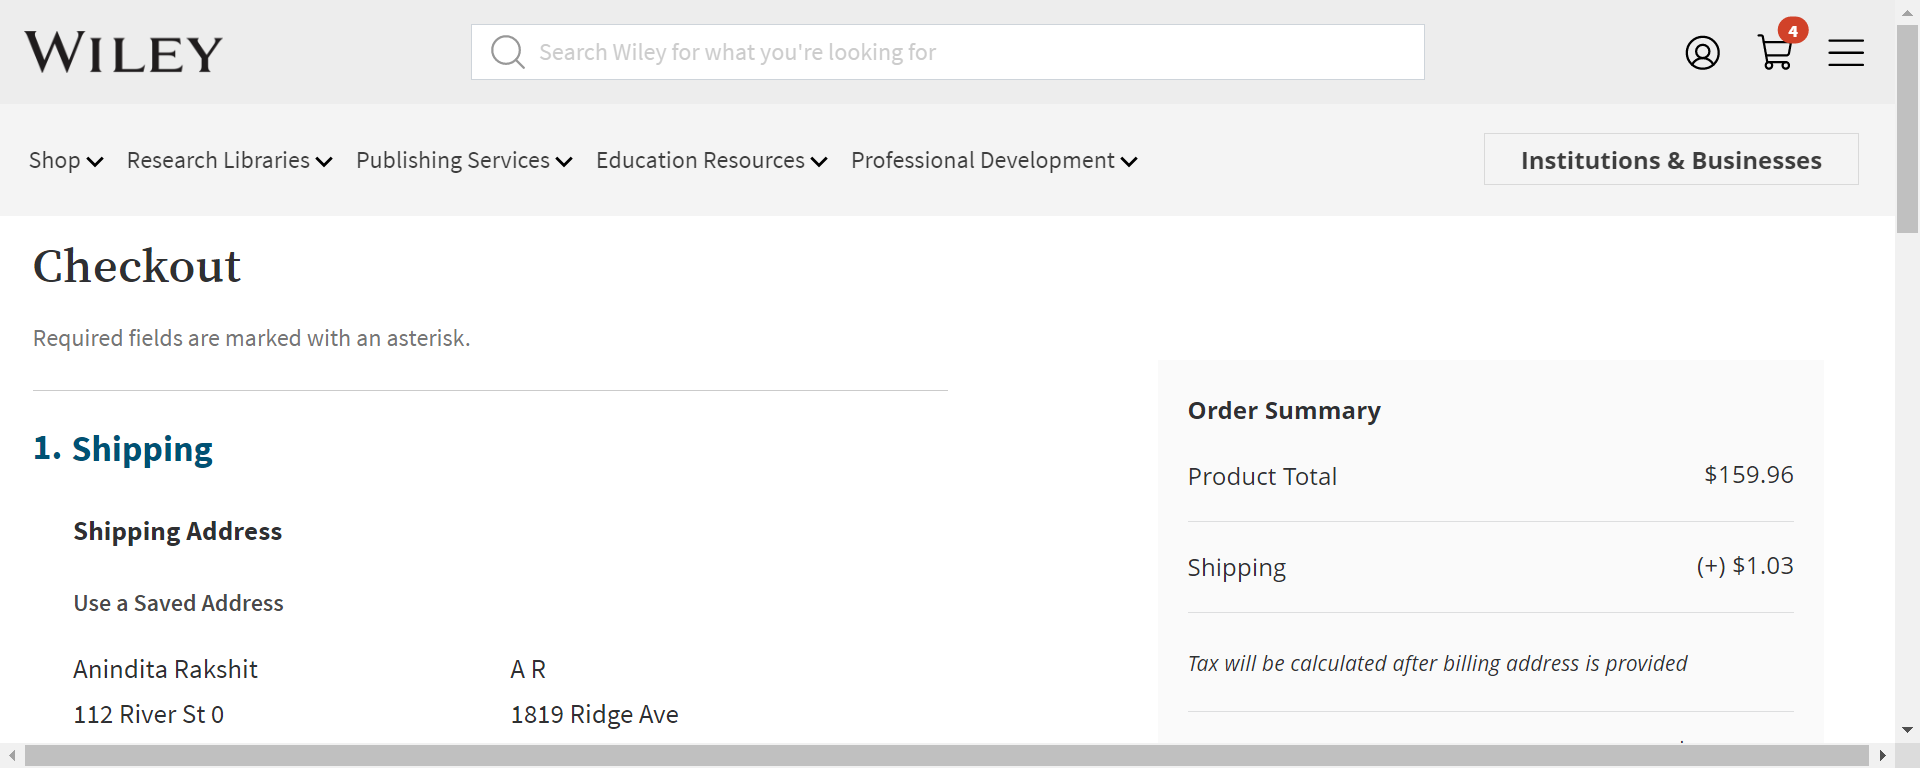 WILEY
Search Wiley for what you're looking for
4
Shop
Research Libraries
Publishing Services
Education Resources
Professional Development
Institutions & Businesses
Checkout
Required fields are marked with an asterisk.
1. Shipping
Shipping Address
Use a Saved Address
Anindita Rakshit
112 River St 0
A R
1819 Ridge Ave
Order Summary
Product Total
$159.96
Shipping
(+) $1.03
Tax will be calculated after billing address is provided